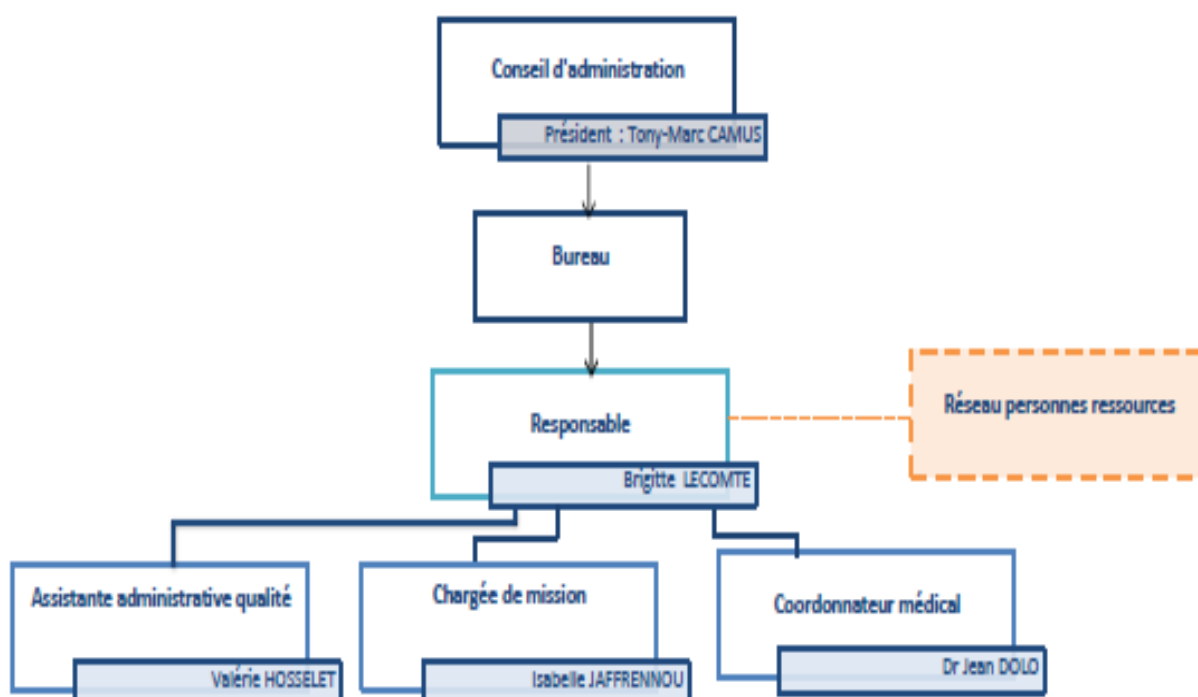 Conseil d'administration
Président : Tony-Marc CAMUS
Bureau
Responsable
Brigitte LECOMTE
Réseau personnes ressources
Assistante administrative qualité
Valérie HOSSELET
Chargée de mission
Isabelle JAFFRENNOU
Coordonnateur médical
Dr Jean DOLO